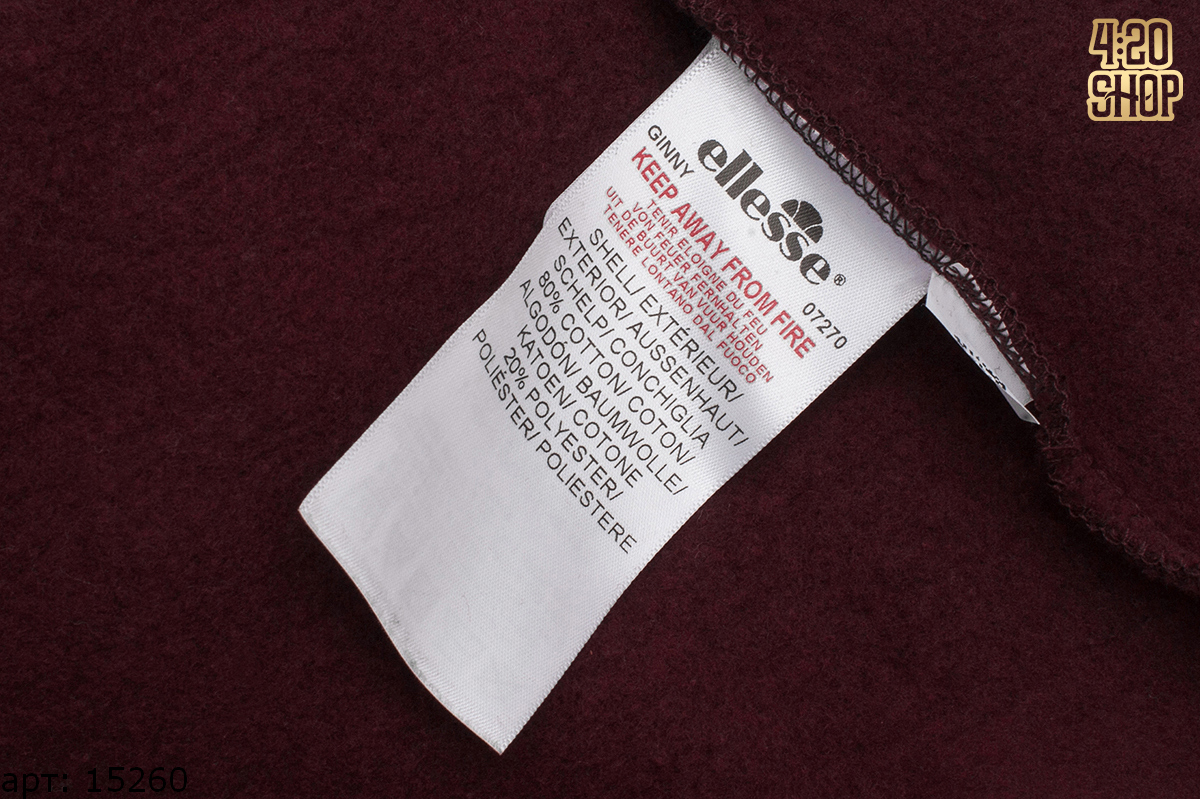 4:20
SHOP
ellesse®
GINNY 07270
KEEP AWAY FROM FIRE
TENIR ELOIGNE DU FEU
VON FEUER FERNHALTEN
UIT DE BUURT VAN VUUR HOUDEN
TENERE LONTANO DAL FUOCO
SHELL/ EXTÉRIEUR/
EXTERIOR/ AUSSENHAUT/
SCHELP/ CONCHIGLIA
80% COTTON/ COTON/
ALGODÓN/ BAUMWOLLE/
KATOEN/ COTONE
20% POLYESTER/
POLIÉSTER/ POLIESTERE
арт: 15260